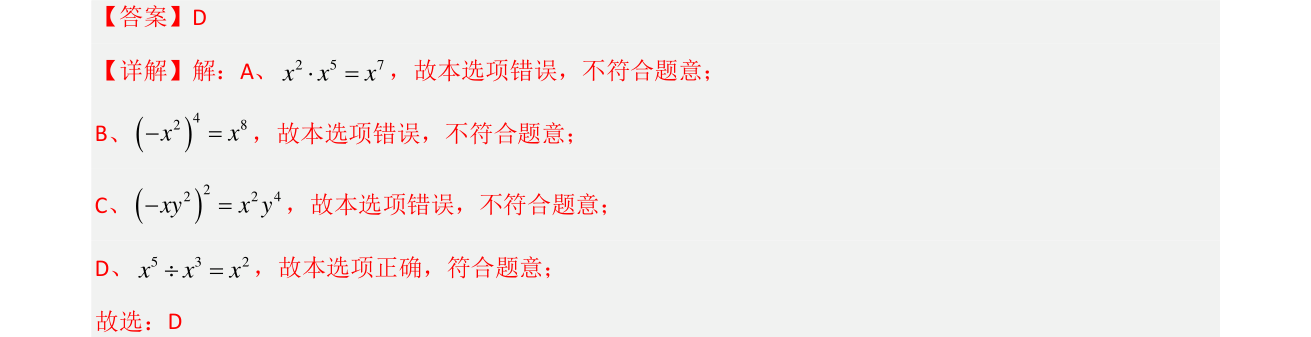 【答案】D
【详解】解：A、 x² · x⁵ = x⁷ ，故本选项错误，不符合题意；
B、 (−x²)⁴ = x⁸ ，故本选项错误，不符合题意；
C、 (−xy²)² = x²y⁴ ，故本选项错误，不符合题意；
D、 x⁵ ÷ x³ = x² ，故本选项正确，符合题意；
故选：D